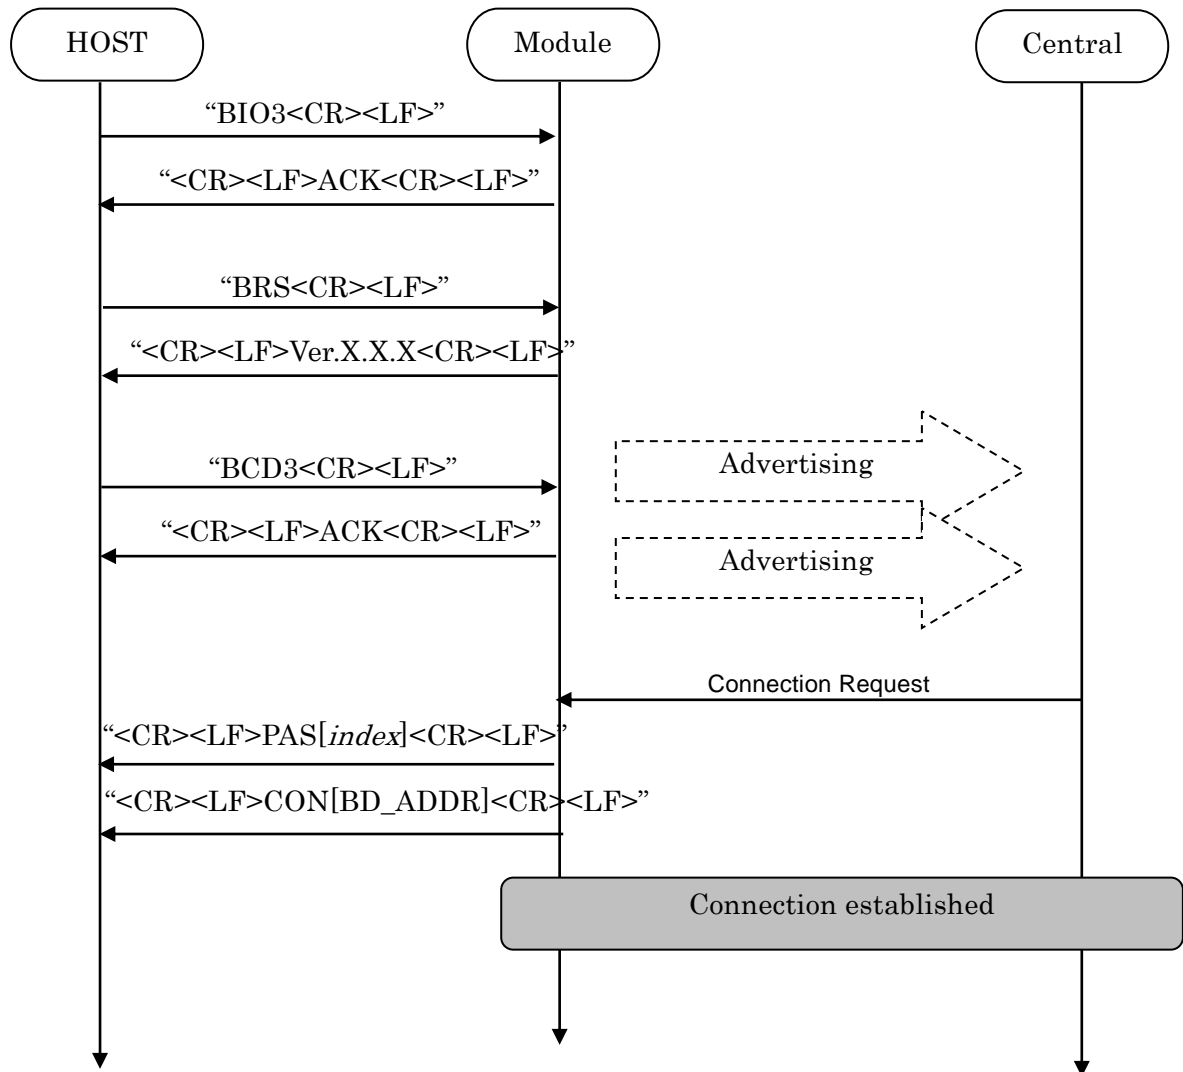 HOST
Module
Central
“BIO3<CR><LF>”
“<CR><LF>ACK<CR><LF>”
“BRS<CR><LF>”
“<CR><LF>Ver.X.X.X<CR><LF>”
Advertising
“BCD3<CR><LF>”
“<CR><LF>ACK<CR><LF>”
Advertising
Connection Request
“<CR><LF>PAS[index]<CR><LF>”
“<CR><LF>CON[BD_ADDR]<CR><LF>”
Connection established